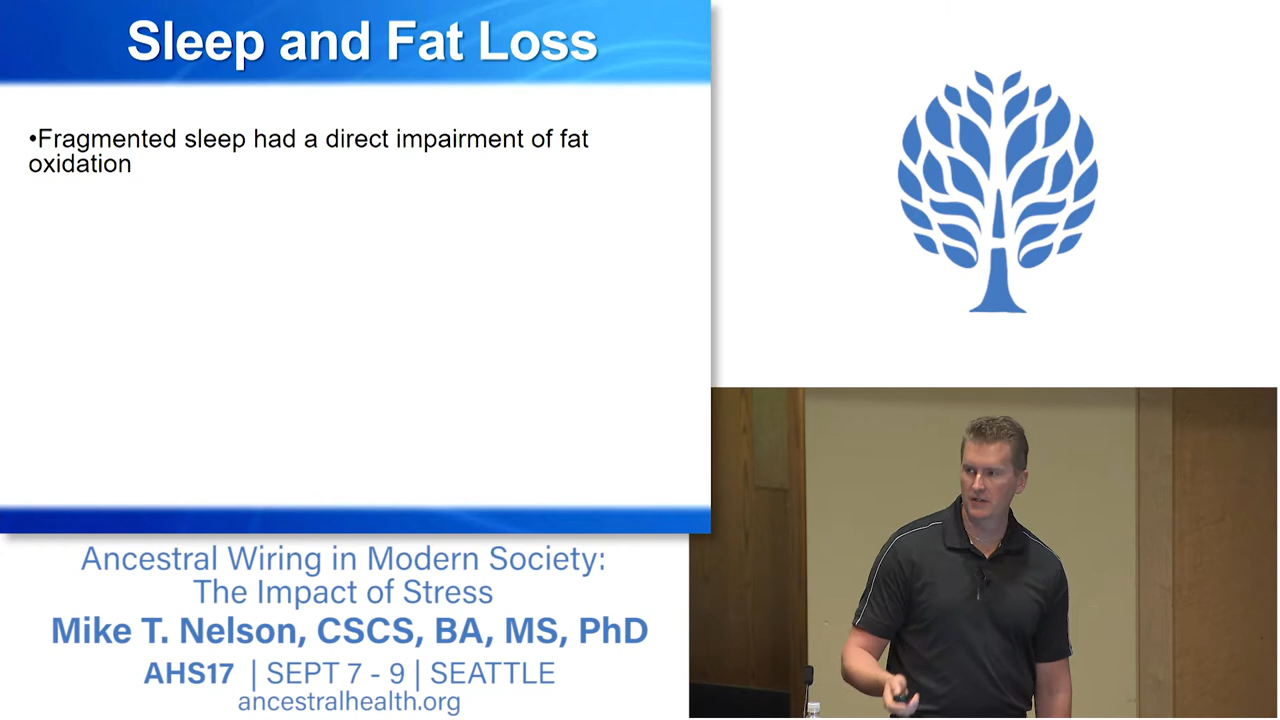 Sleep and Fat Loss
•Fragmented sleep had a direct impairment of fat
oxidation
Ancestral Wiring in Modern Society:
The Impact of Stress
Mike T. Nelson, CSCS, BA, MS, PhD
AHS17 | SEPT 7 - 9 | SEATTLE
ancestralhealth.org